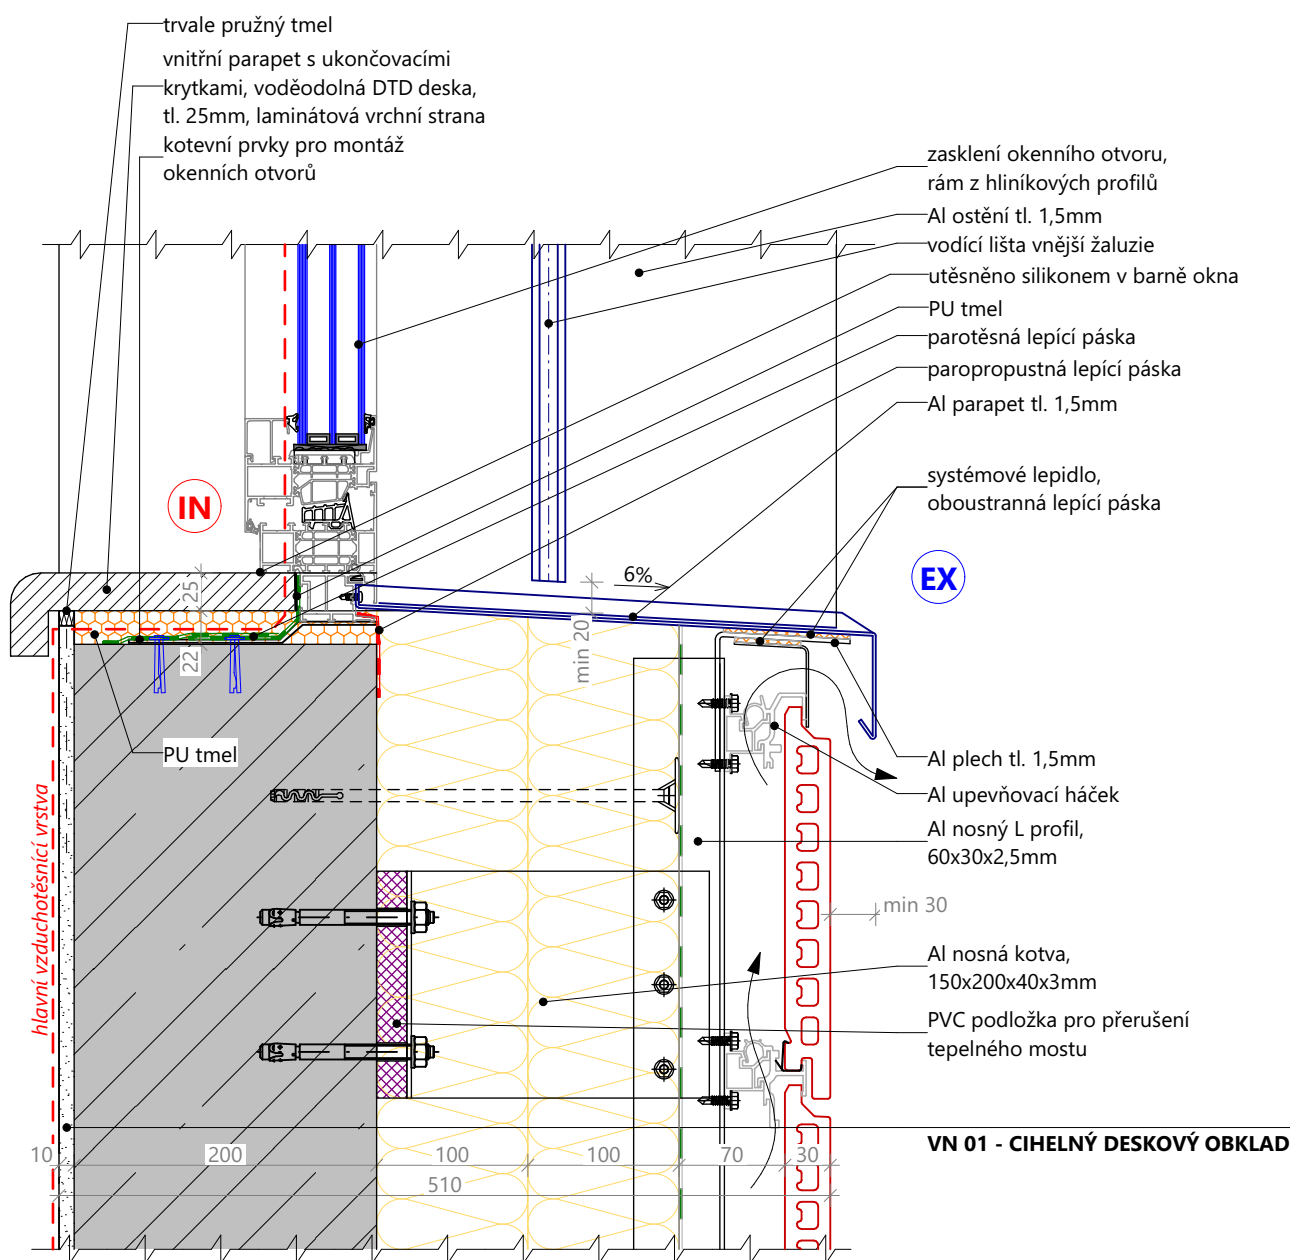 trvale pružný tmel
vnitřní parapet s ukončovacími
krytkami, voděodolná DTD deska,
tl. 25mm, laminátová vrchní strana
kotevní prvky pro montáž
okenních otvorů
zasklení okenního otvoru,
rám z hliníkových profilů
Al ostění tl. 1,5mm
vodící lišta vnější žaluzie
utěsněno silikonem v barně okna
PU tmel
parotěsná lepící páska
paropropustná lepící páska
Al parapet tl. 1,5mm
systémové lepidlo,
oboustranná lepící páska
IN
EX
6%
25
22
min 20
PU tmel
hlavní vzduchotěsnící vrstva
Al plech tl. 1,5mm
Al upevňovací háček
Al nosný L profil,
60x30x2,5mm
min 30
Al nosná kotva,
150x200x40x3mm
PVC podložka pro přerušení
tepelného mostu
VN 01 - CIHELNÝ DESKOVÝ OBKLAD
10 200 100 100 70 30
510